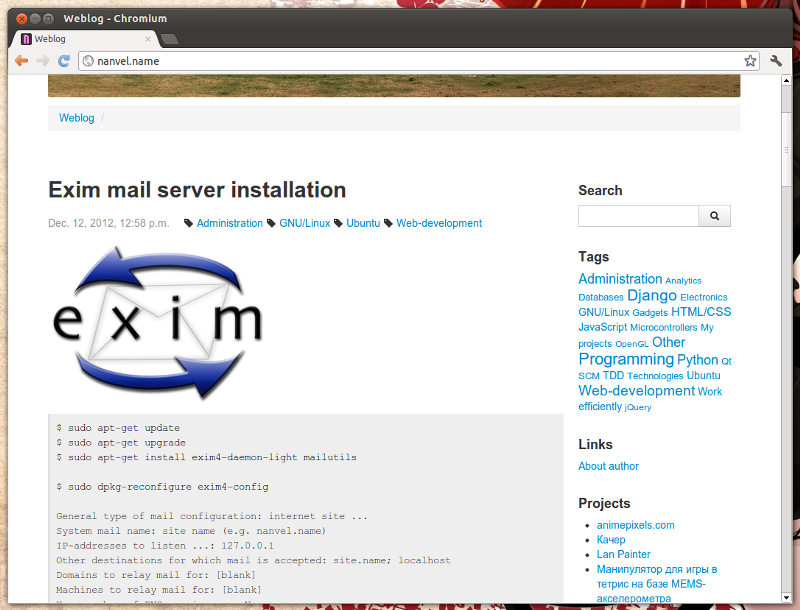 Weblog - Chromium
Weblog
nanvel.name
Weblog /
Exim mail server installation
Dec. 12, 2012, 12:58 p.m. Administration GNU/Linux Ubuntu Web-development
exim
$ sudo apt-get update
$ sudo apt-get upgrade
$ sudo apt-get install exim4-daemon-light mailutils
$ sudo dpkg-reconfigure exim4-config
General type of mail configuration: internet site ...
System mail name: site name (e.g. nanvel.name)
IP-addresses to listen ...: 127.0.0.1
Other destinations for which mail is accepted: site.name; localhost
Domains to relay mail for: [blank]
Machines to relay mail for: [blank]
Search
Tags
Administration Analytics
Databases Django Electronics
GNU/Linux Gadgets HTML/CSS
JavaScript Microcontrollers My
projects OpenGL Other
Programming Python Qt
SCM TDD Technologies Ubuntu
Web-development Work
efficiently jQuery
Links
About author
Projects
animepixels.com
Качер
Lan Painter
Манипулятор для игры в
тетрис на базе MEMS-
акселерометра